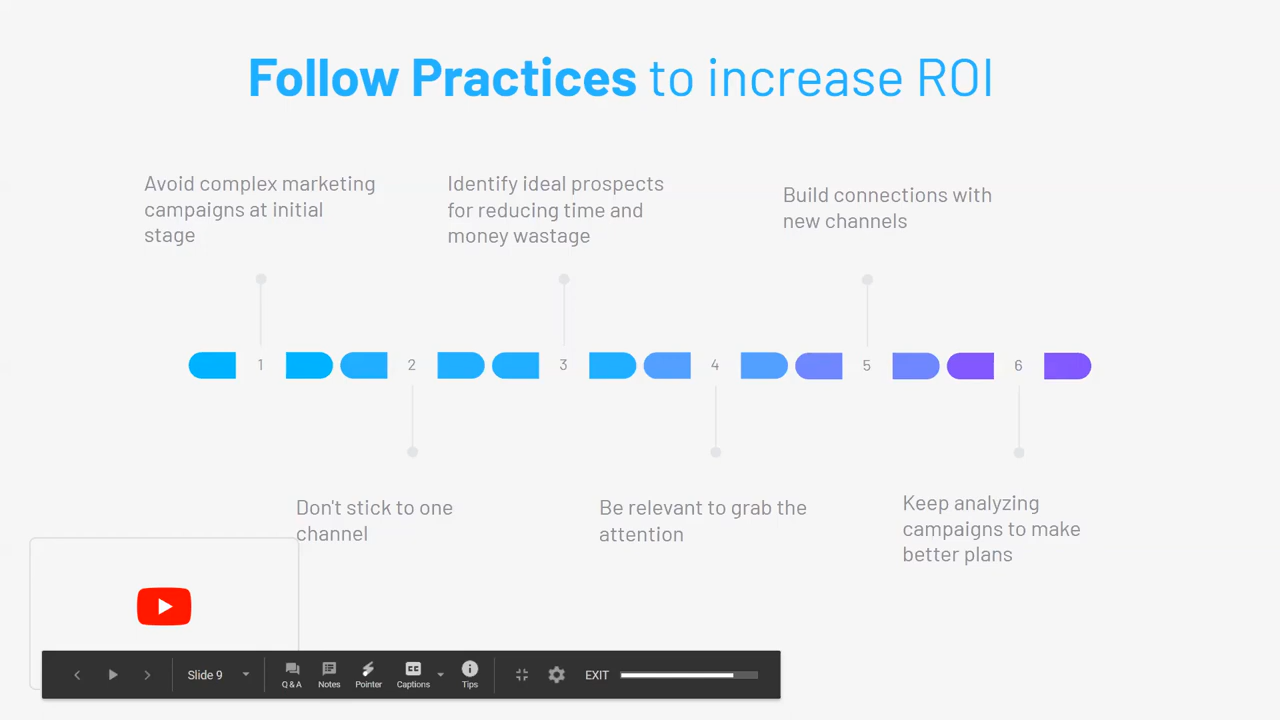 Follow Practices to increase ROI
Avoid complex marketing
campaigns at initial
stage
Identify ideal prospects
for reducing time and
money wastage
Build connections with
new channels
1
2
3
4
5
6
Don't stick to one
channel
Be relevant to grab the
attention
Keep analyzing
campaigns to make
better plans
Slide 9
Q & A
Notes
Pointer
CC
Captions
Tips
EXIT